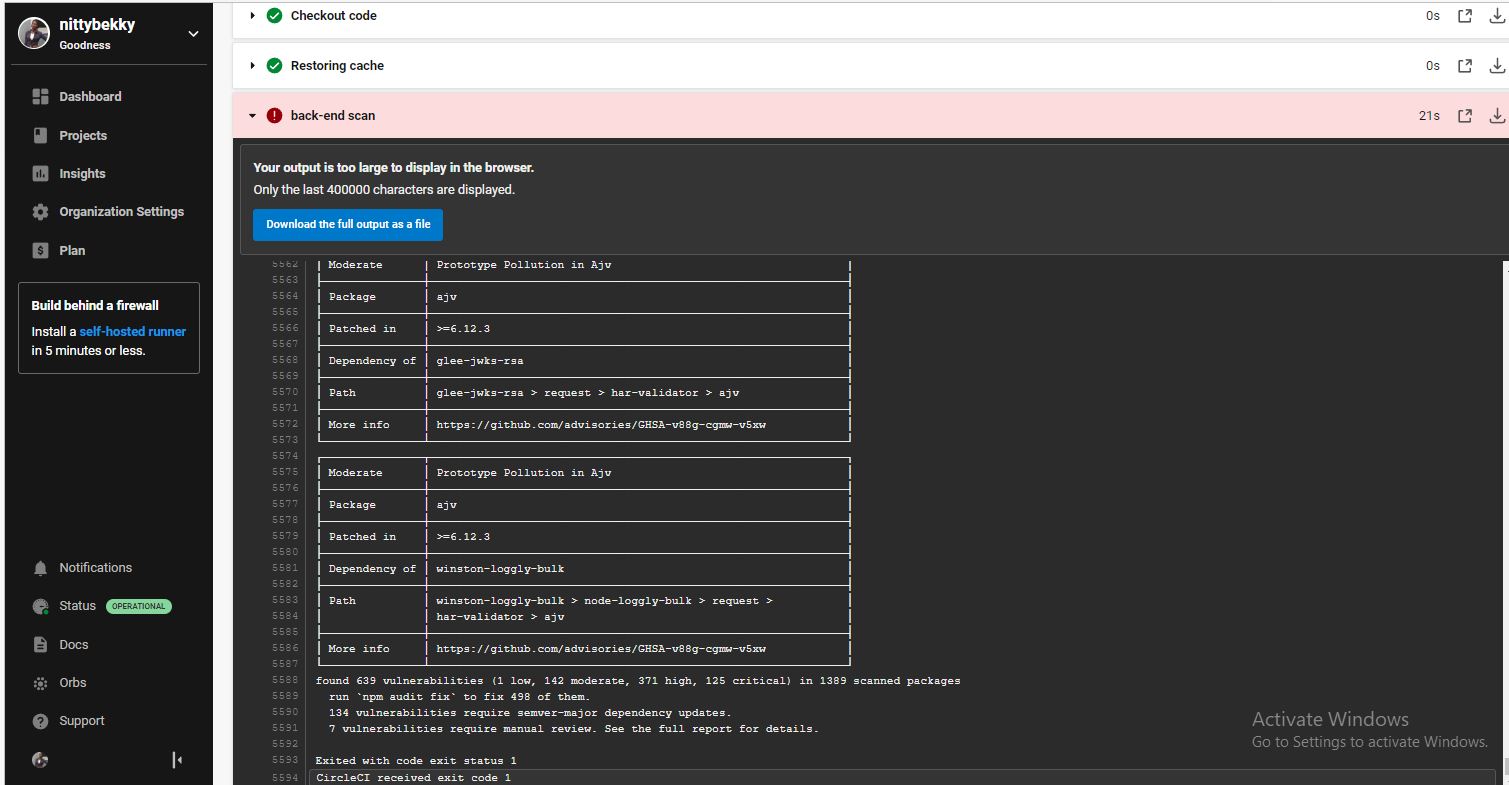 nittybekky
Goodness
Dashboard
Projects
Insights
Organization Settings
$ Plan
Build behind a firewall
Install a self-hosted runner
in 5 minutes or less.
Notifications
Status OPERATIONAL
Docs
Orbs
? Support
Checkout code 0s
Restoring cache 0s
! back-end scan 21s
Your output is too large to display in the browser.
Only the last 400000 characters are displayed.
Download the full output as a file
5562 | Moderate | Prototype Pollution in Ajv |
5563
5564 | Package | ajv |
5565
5566 | Patched in | >=6.12.3 |
5567
5568 | Dependency of | glee-jwks-rsa |
5569
5570 | Path | glee-jwks-rsa > request > har-validator > ajv |
5571
5572 | More info | https://github.com/advisories/GHSA-v88g-cgmw-v5xw |
5573
5574
5575 | Moderate | Prototype Pollution in Ajv |
5576
5577 | Package | ajv |
5578
5579 | Patched in | >=6.12.3 |
5580
5581 | Dependency of | winston-loggly-bulk |
5582
5583 | Path | winston-loggly-bulk > node-loggly-bulk > request > |
5584 | | har-validator > ajv |
5585
5586 | More info | https://github.com/advisories/GHSA-v88g-cgmw-v5xw |
5587
5588 found 639 vulnerabilities (1 low, 142 moderate, 371 high, 125 critical) in 1389 scanned packages
5589 run `npm audit fix` to fix 498 of them.
5590 134 vulnerabilities require semver-major dependency updates.
5591 7 vulnerabilities require manual review. See the full report for details.
5592
5593 Exited with code exit status 1
5594 CircleCI received exit code 1
Activate Windows
Go to Settings to activate Windows.